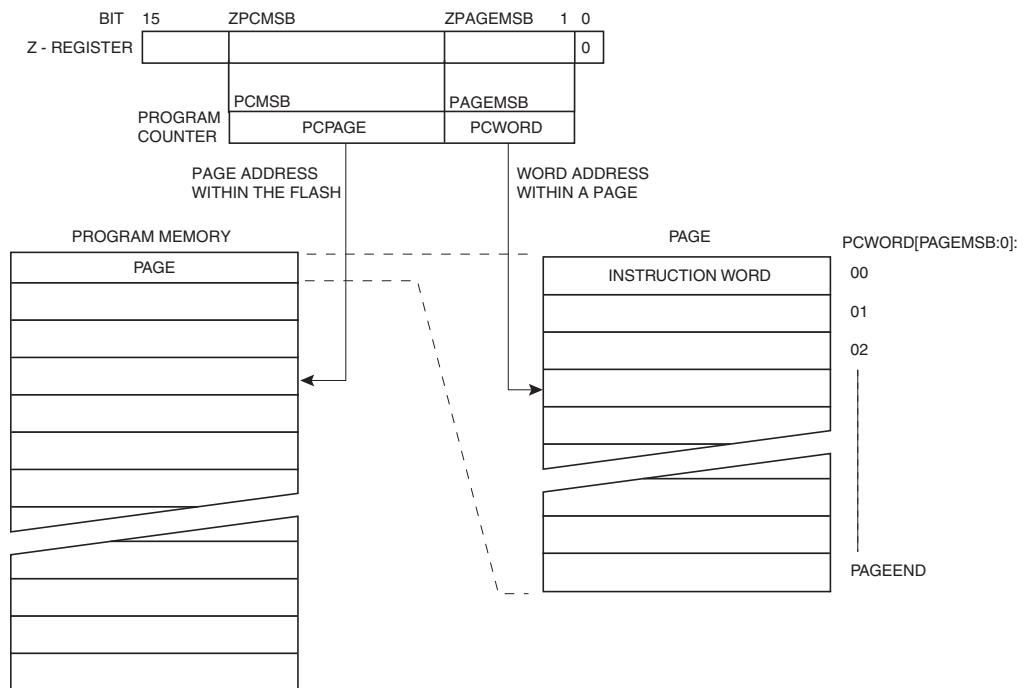 BIT 15 ZPCMSB ZPAGEMSB 1 0
Z - REGISTER 0
PCMSB PAGEMSB
PROGRAM
COUNTER
PCPAGE PCWORD
PAGE ADDRESS
WITHIN THE FLASH
WORD ADDRESS
WITHIN A PAGE
PROGRAM MEMORY
PAGE
PAGE
PCWORD[PAGEMSB:0]:
INSTRUCTION WORD 00
01
02
PAGEEND